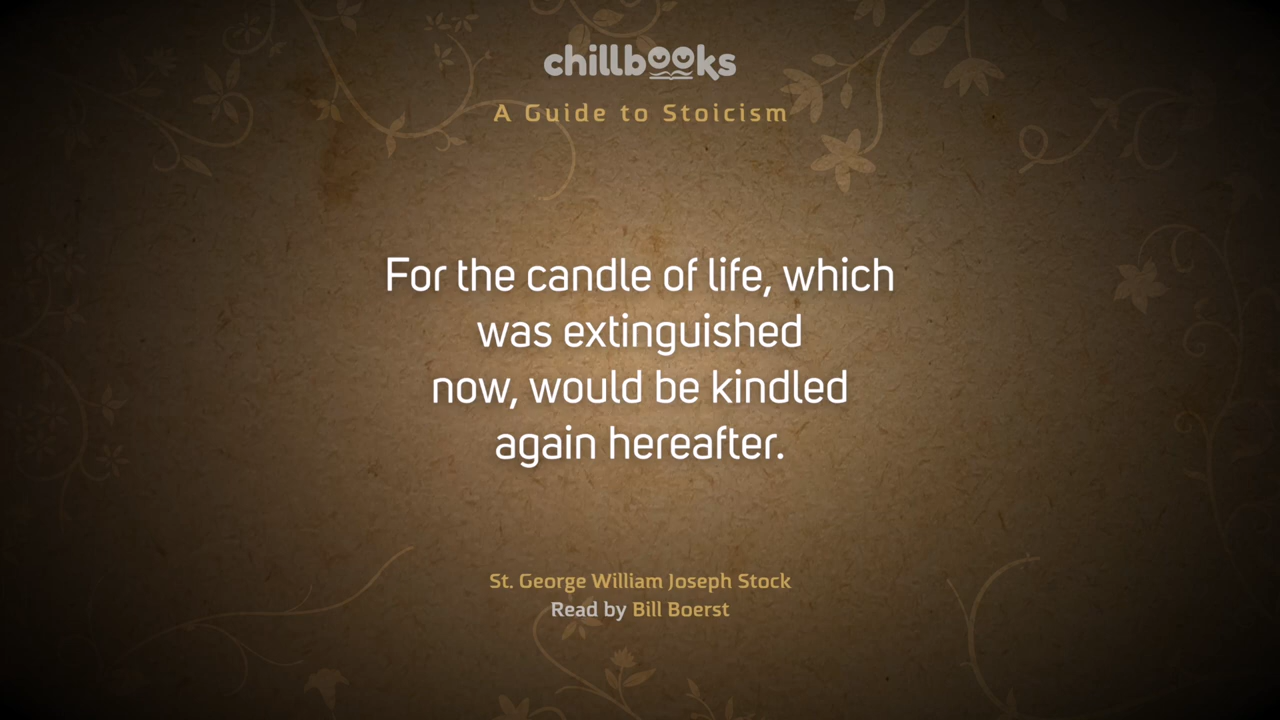 chillbooks
A Guide to Stoicism
For the candle of life, which
was extinguished
now, would be kindled
again hereafter.
St. George William Joseph Stock
Read by Bill Boerst